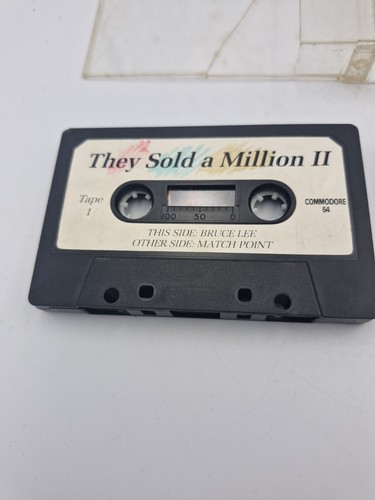 They Sold a Million II
Tape
1
COMMODORE
64
100 50 0
THIS SIDE: BRUCE LEE
OTHER SIDE: MATCH POINT